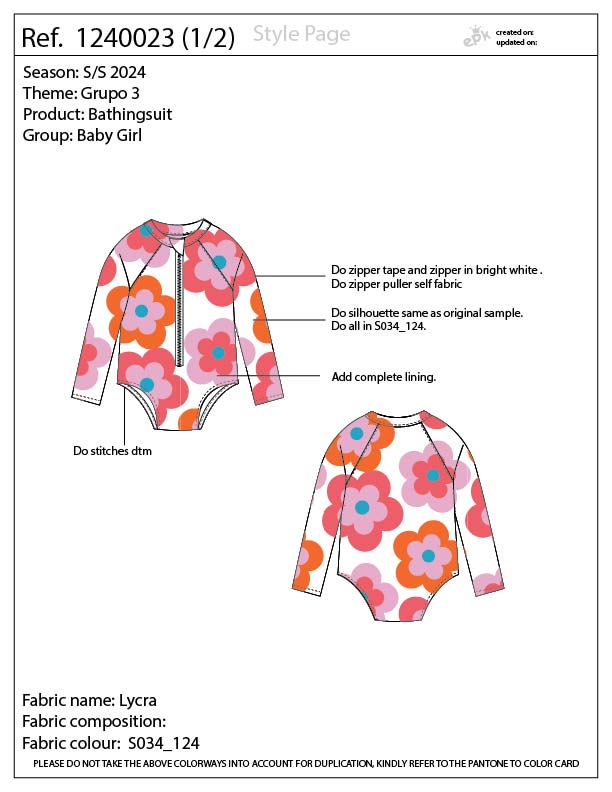 Ref. 1240023 (1/2)
Style Page
epk
created on:
updated on:
Season: S/S 2024
Theme: Grupo 3
Product: Bathingsuit
Group: Baby Girl
Do zipper tape and zipper in bright white .
Do zipper puller self fabric
Do silhouette same as original sample.
Do all in S034_124.
Add complete lining.
Do stitches dtm
Fabric name: Lycra
Fabric composition:
Fabric colour: S034_124
PLEASE DO NOT TAKE THE ABOVE COLORWAYS INTO ACCOUNT FOR DUPLICATION, KINDLY REFER TO THE PANTONE TO COLOR CARD